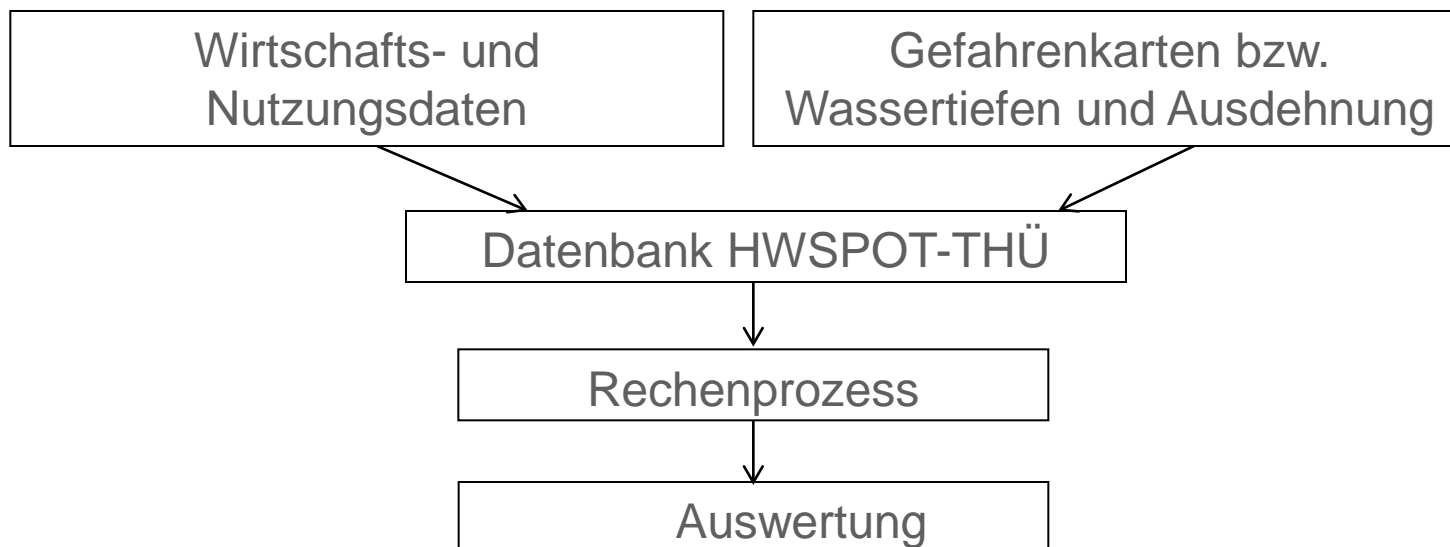 Wirtschafts- und
Nutzungsdaten
Gefahrenkarten bzw.
Wassertiefen und Ausdehnung
Datenbank HWSPOT-THÜ
Rechenprozess
Auswertung